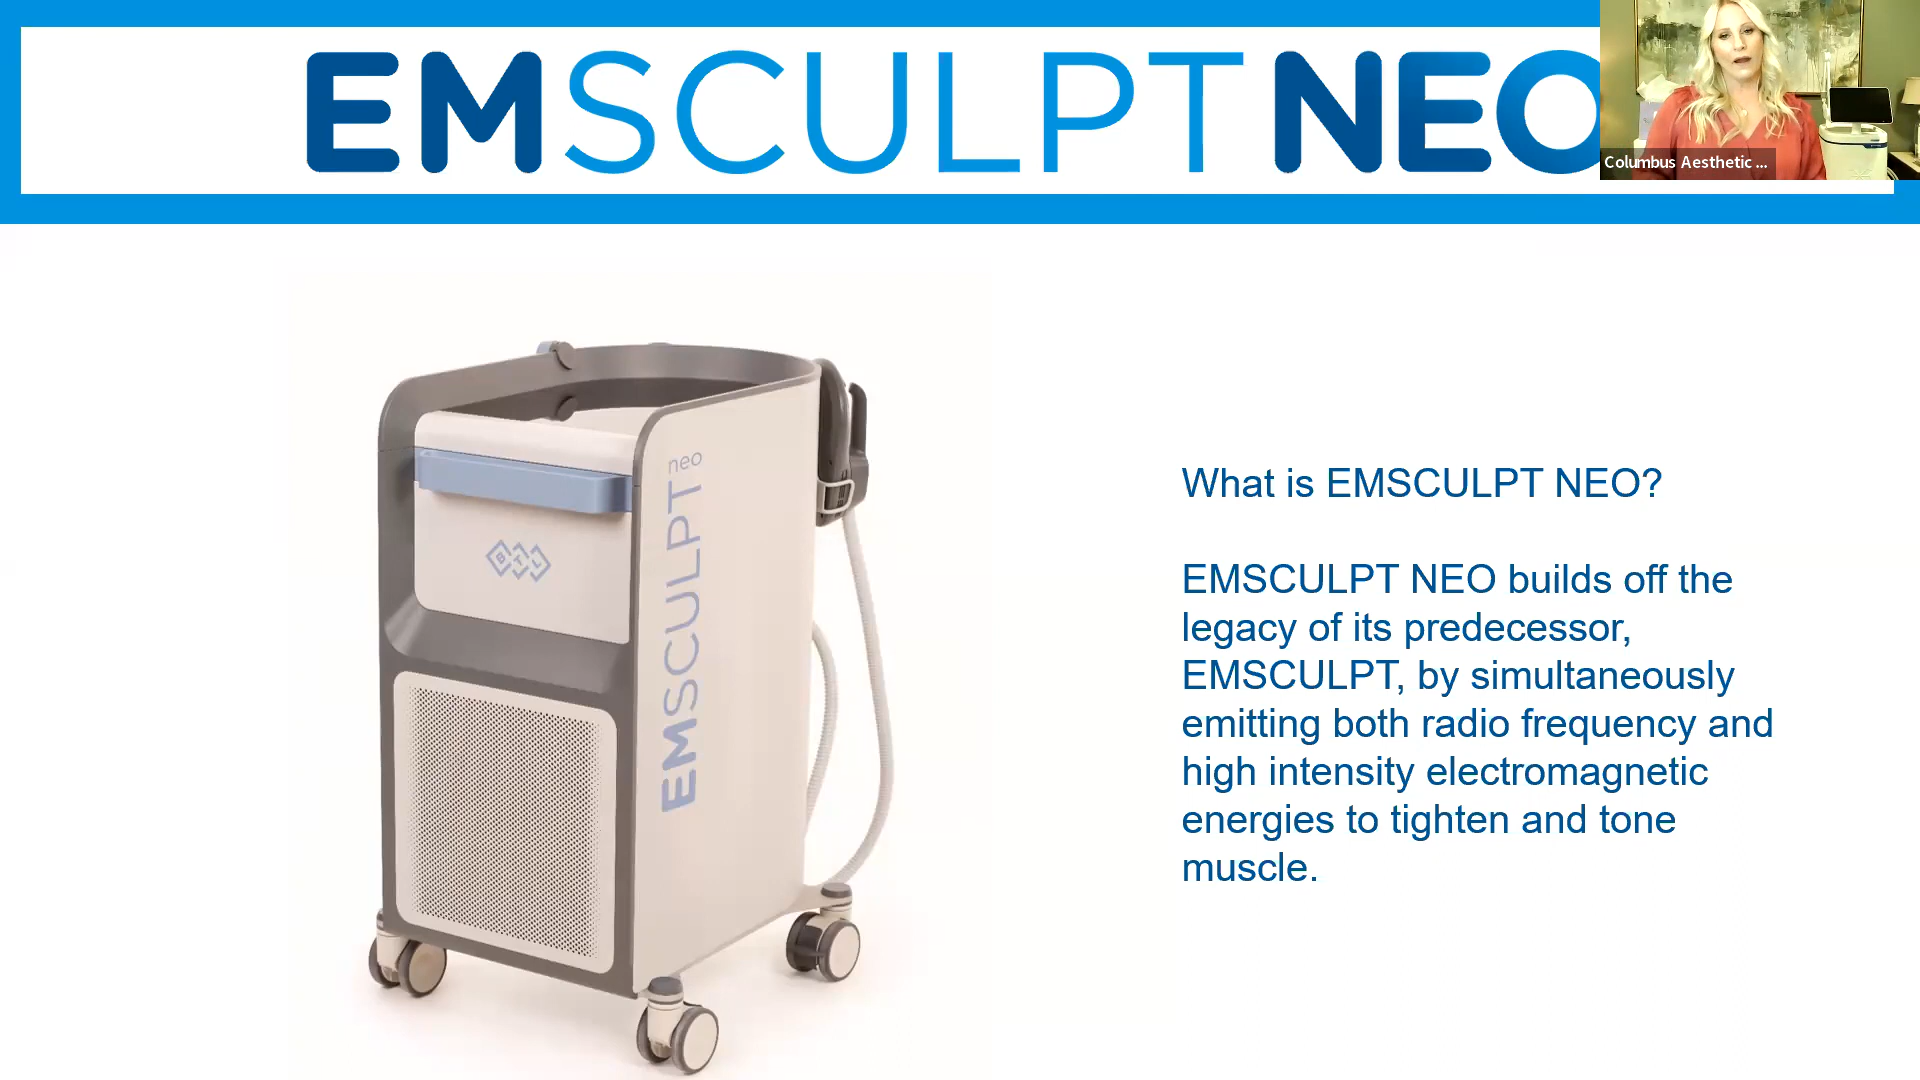 EMSCULPT NEO
Columbus Aesthetic ...
neo
EMSCULPT
BTL
What is EMSCULPT NEO?
EMSCULPT NEO builds off the
legacy of its predecessor,
EMSCULPT, by simultaneously
emitting both radio frequency and
high intensity electromagnetic
energies to tighten and tone
muscle.